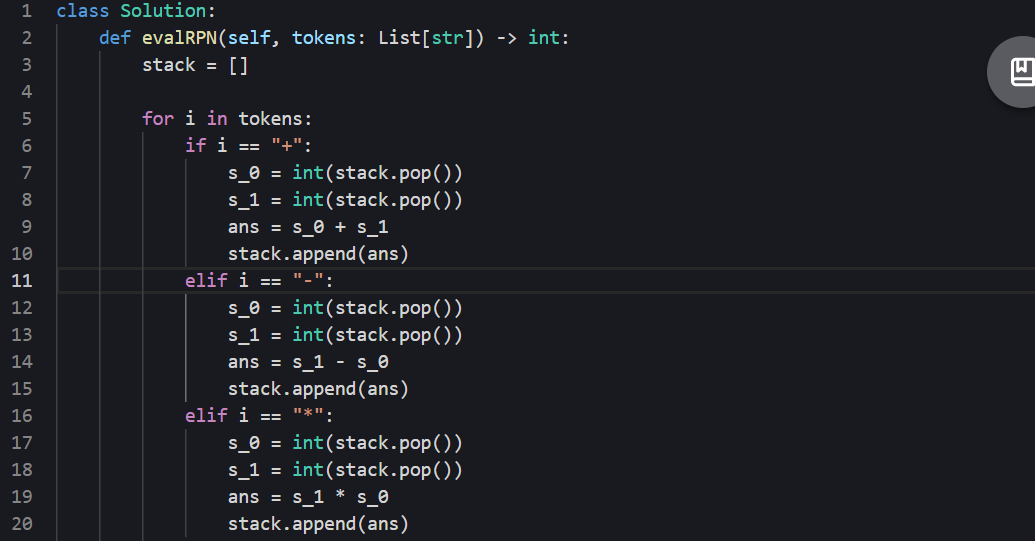 1 class Solution:
2     def evalRPN(self, tokens: List[str]) -> int:
3         stack = []
4
5         for i in tokens:
6             if i == "+":
7                 s_0 = int(stack.pop())
8                 s_1 = int(stack.pop())
9                 ans = s_0 + s_1
10                 stack.append(ans)
11             elif i == "-":
12                 s_0 = int(stack.pop())
13                 s_1 = int(stack.pop())
14                 ans = s_1 - s_0
15                 stack.append(ans)
16             elif i == "*":
17                 s_0 = int(stack.pop())
18                 s_1 = int(stack.pop())
19                 ans = s_1 * s_0
20                 stack.append(ans)